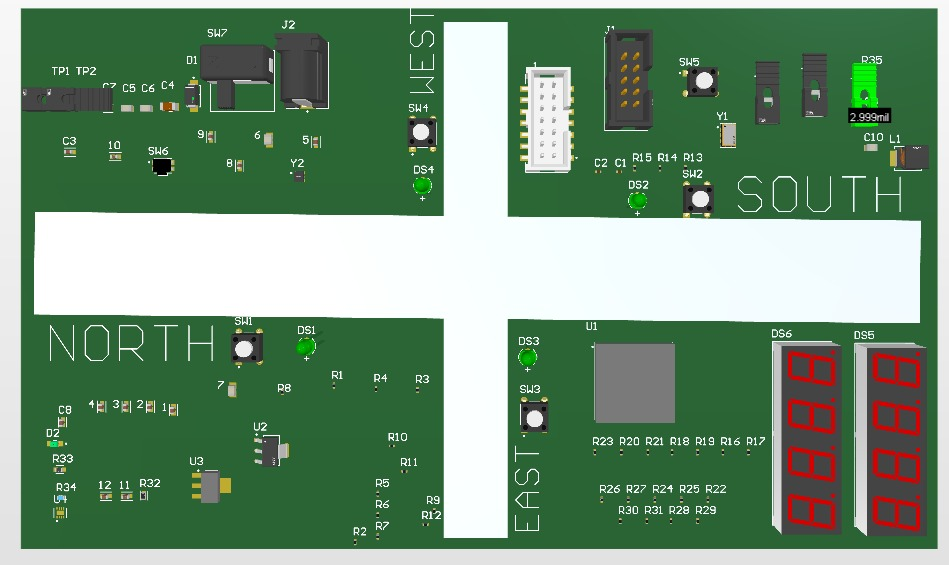 WEST
J2
SW7
D1
J1
1
SW5
R35
TP1 TP2
C7 C5 C6 C4
2.999mil
SW4
Y1
9
6
5
C10
L1
C3
10
SW6
8
Y2
DS4
C2 C1 R15 R14 R13
SW2
DS2
SOUTH
NORTH
SW1
DS1
U1
DS3
DS6
DS5
7
R8
R1
R4
R3
SW3
4 3 2 1
C8
D2
U2
R10
R23 R20 R21 R18 R19 R16 R17
R33
U3
R11
EAST
R34
12 11 R32
R5
R6
R9
R12
R26 R27 R24 R25 R22
R30 R31 R28 R29
R2
R7